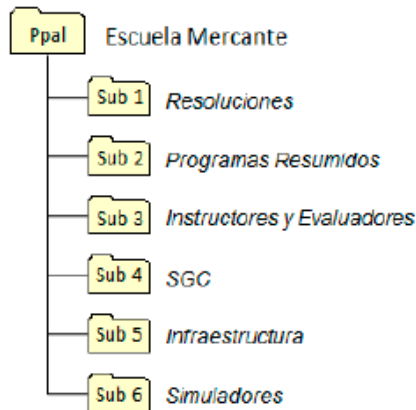 Ppal Escuela Mercante
Sub 1 Resoluciones
Sub 2 Programas Resumidos
Sub 3 Instructores y Evaluadores
Sub 4 SGC
Sub 5 Infraestructura
Sub 6 Simuladores